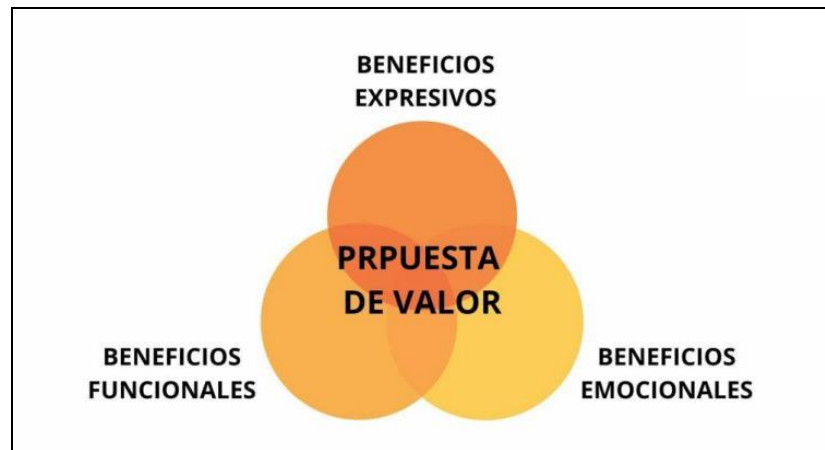 BENEFICIOS
EXPRESIVOS
PRPUESTA
DE VALOR
BENEFICIOS
FUNCIONALES
BENEFICIOS
EMOCIONALES